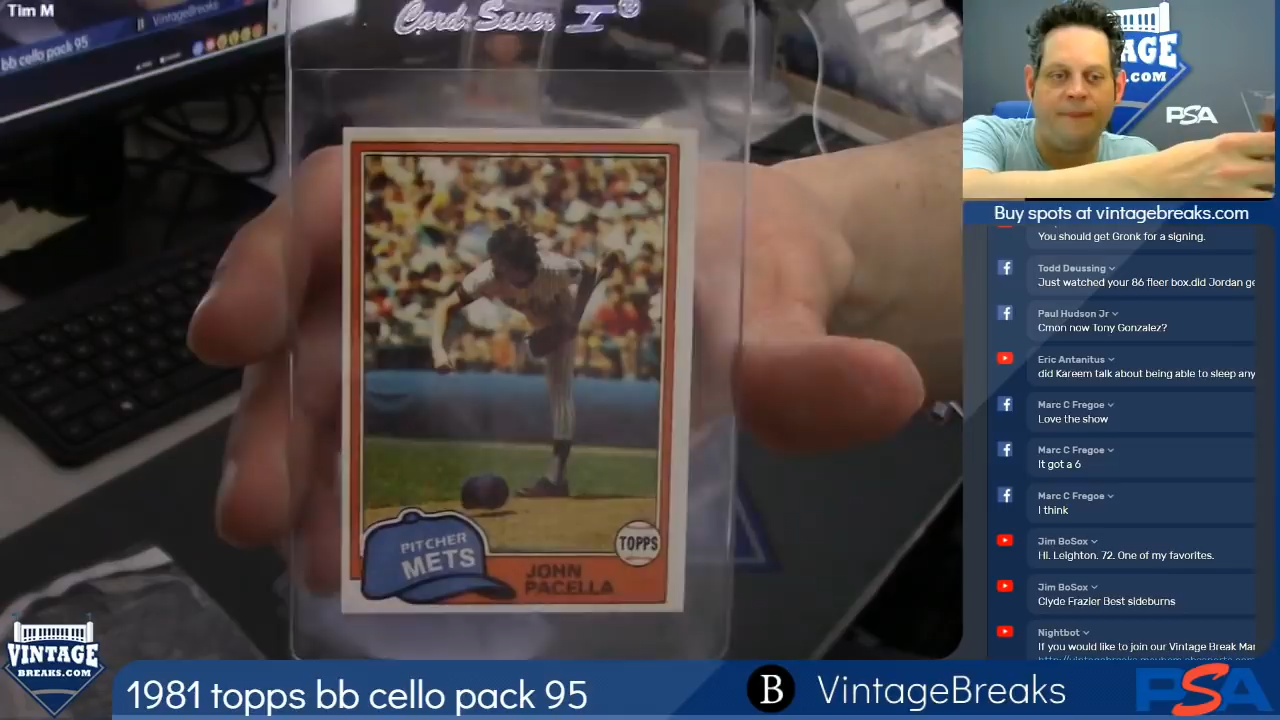 Tim M
VintageBreaks
bb cello pack 95
Card Saver I®
PITCHER
METS
TOPPS
JOHN
PACELLA
VINTAGE
BREAKS.COM
1981 topps bb cello pack 95
B VintageBreaks
PSA
AGE
.COM
PSA
Buy spots at vintagebreaks.com
You should get Gronk for a signing.
Todd Deussing
Just watched your 86 fleer box.did Jordan ge
Paul Hudson Jr
Cmon now Tony Gonzalez?
Eric Antanitus
did Kareem talk about being able to sleep any
Marc C Fregoe
Love the show
Marc C Fregoe
It got a 6
Marc C Fregoe
I think
Jim BoSox
Hi. Leighton. 72. One of my favorites.
Jim BoSox
Clyde Frazier Best sideburns
Nightbot
If you would like to join our Vintage Break Mar